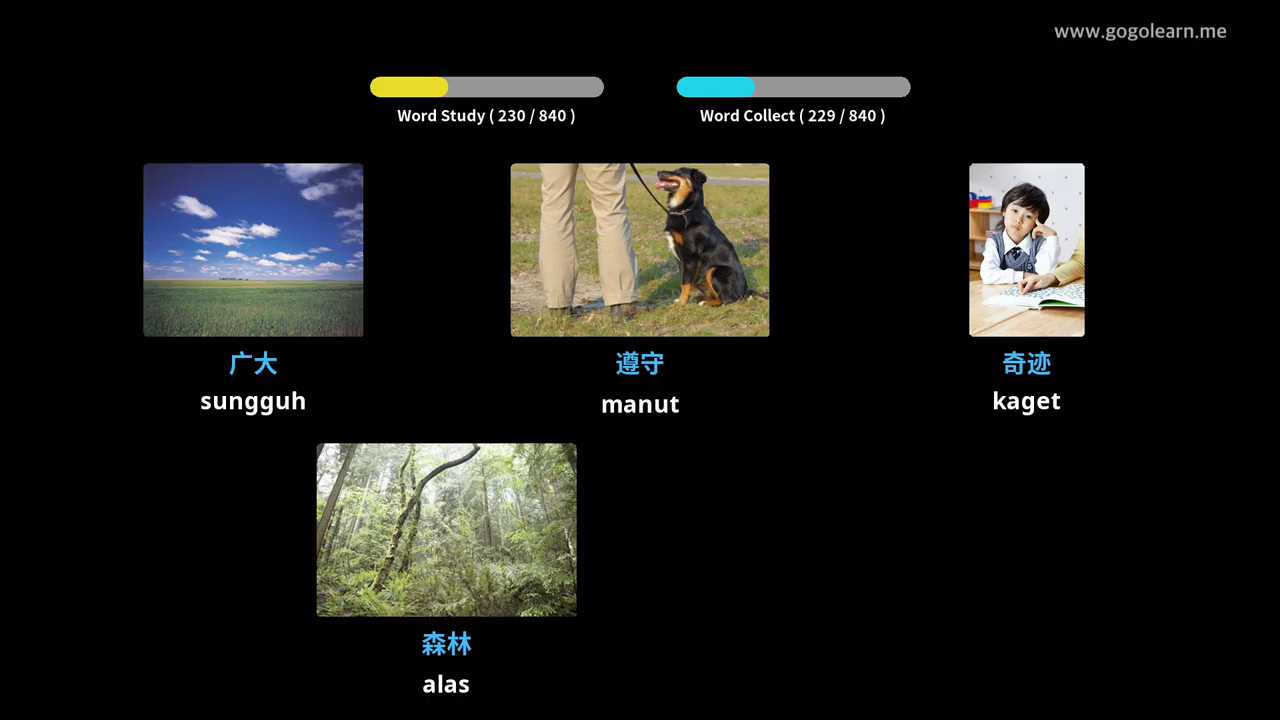 www.gogolearn.me
Word Study ( 230 / 840 )
Word Collect ( 229 / 840 )
广大
sungguh
遵守
manut
奇迹
kaget
森林
alas